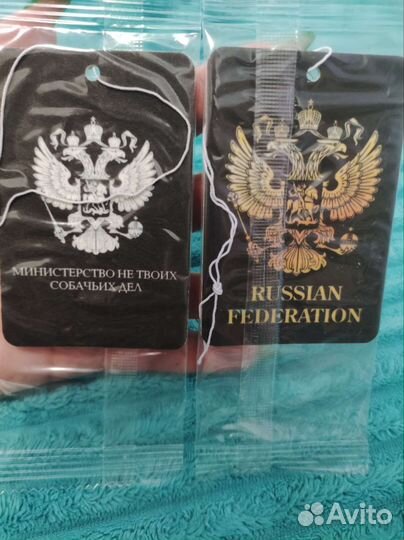 МИНИСТЕРСТВО НЕ ТВОИХ
СОБАЧЬИХ ДЕЛ
RUSSIAN
FEDERATION
Avito